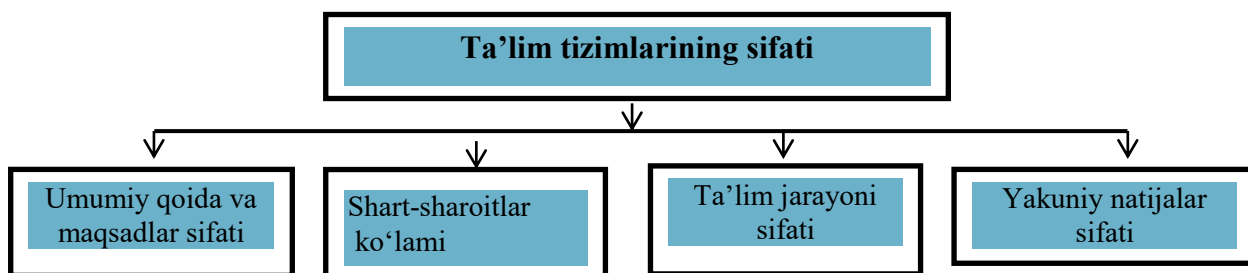 Ta’lim tizimlarining sifati
Umumiy qoida va
maqsadlar sifati
Shart-sharoitlar
ko‘lami
Ta’lim jarayoni
sifati
Yakuniy natijalar
sifati